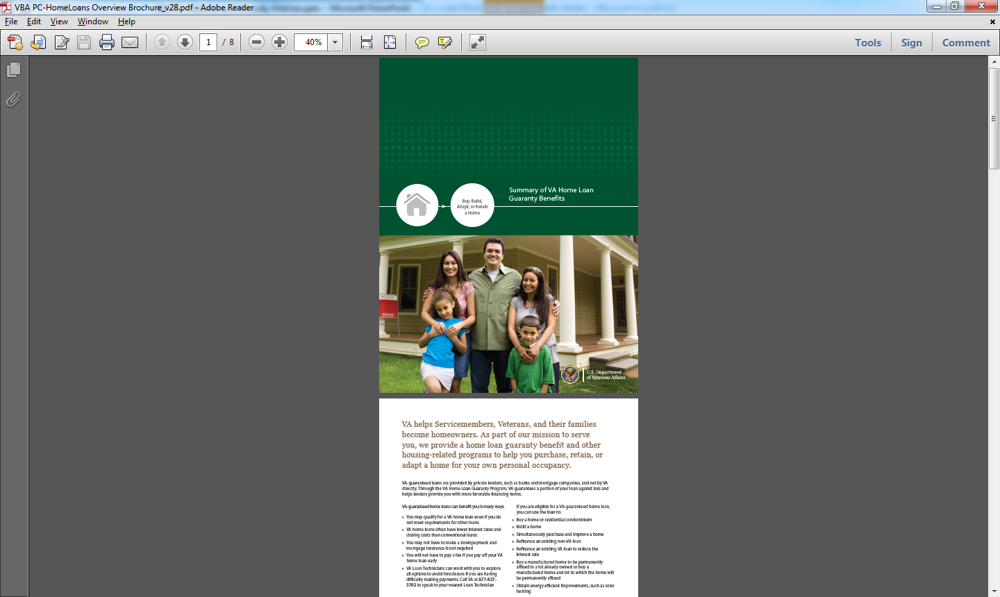 VBA PC-HomeLoans Overview Brochure_v28.pdf - Adobe Reader
File Edit View Window Help
1 / 8 40% Tools Sign Comment
Summary of VA Home Loan
Guaranty Benefits
Buy, Build,
Adapt, or Retain
a Home
SOLD
FOR SALE
U.S. Department
of Veterans Affairs
VA helps Servicemembers, Veterans, and their families
become homeowners. As part of our mission to serve
you, we provide a home loan guaranty benefit and other
housing-related programs to help you purchase, retain, or
adapt a home for your own personal occupancy.
VA-guaranteed loans are provided by private lenders, such as banks and mortgage companies, and not by VA
directly. Through the VA Home Loan Guaranty Program, VA guarantees a portion of your loan against loss and
helps lenders provide you with more favorable financing terms.
VA-guaranteed home loans can benefit you in many ways:
» You may qualify for a VA home loan even if you do
not meet requirements for other loans
» VA home loans often have lower interest rates and
closing costs than conventional loans
» You may not have to make a downpayment and
mortgage insurance is not required
» You will not have to pay a fee if you pay off your VA
home loan early
» VA Loan Technicians can work with you to explore
all options to avoid foreclosure if you are having
difficulty making payments. Call VA at 877-827-
3702 to speak to your nearest Loan Technician
If you are eligible for a VA-guaranteed home loan,
you can use the loan to:
» Buy a home or residential condominium
» Build a home
» Simultaneously purchase and improve a home
» Refinance an existing non-VA loan
» Refinance an existing VA loan to reduce the
interest rate
» Buy a manufactured home to be permanently
affixed to a lot already owned or buy a
manufactured home and lot to which the home will
be permanently affixed
» Obtain energy efficient improvements, such as solar
heating